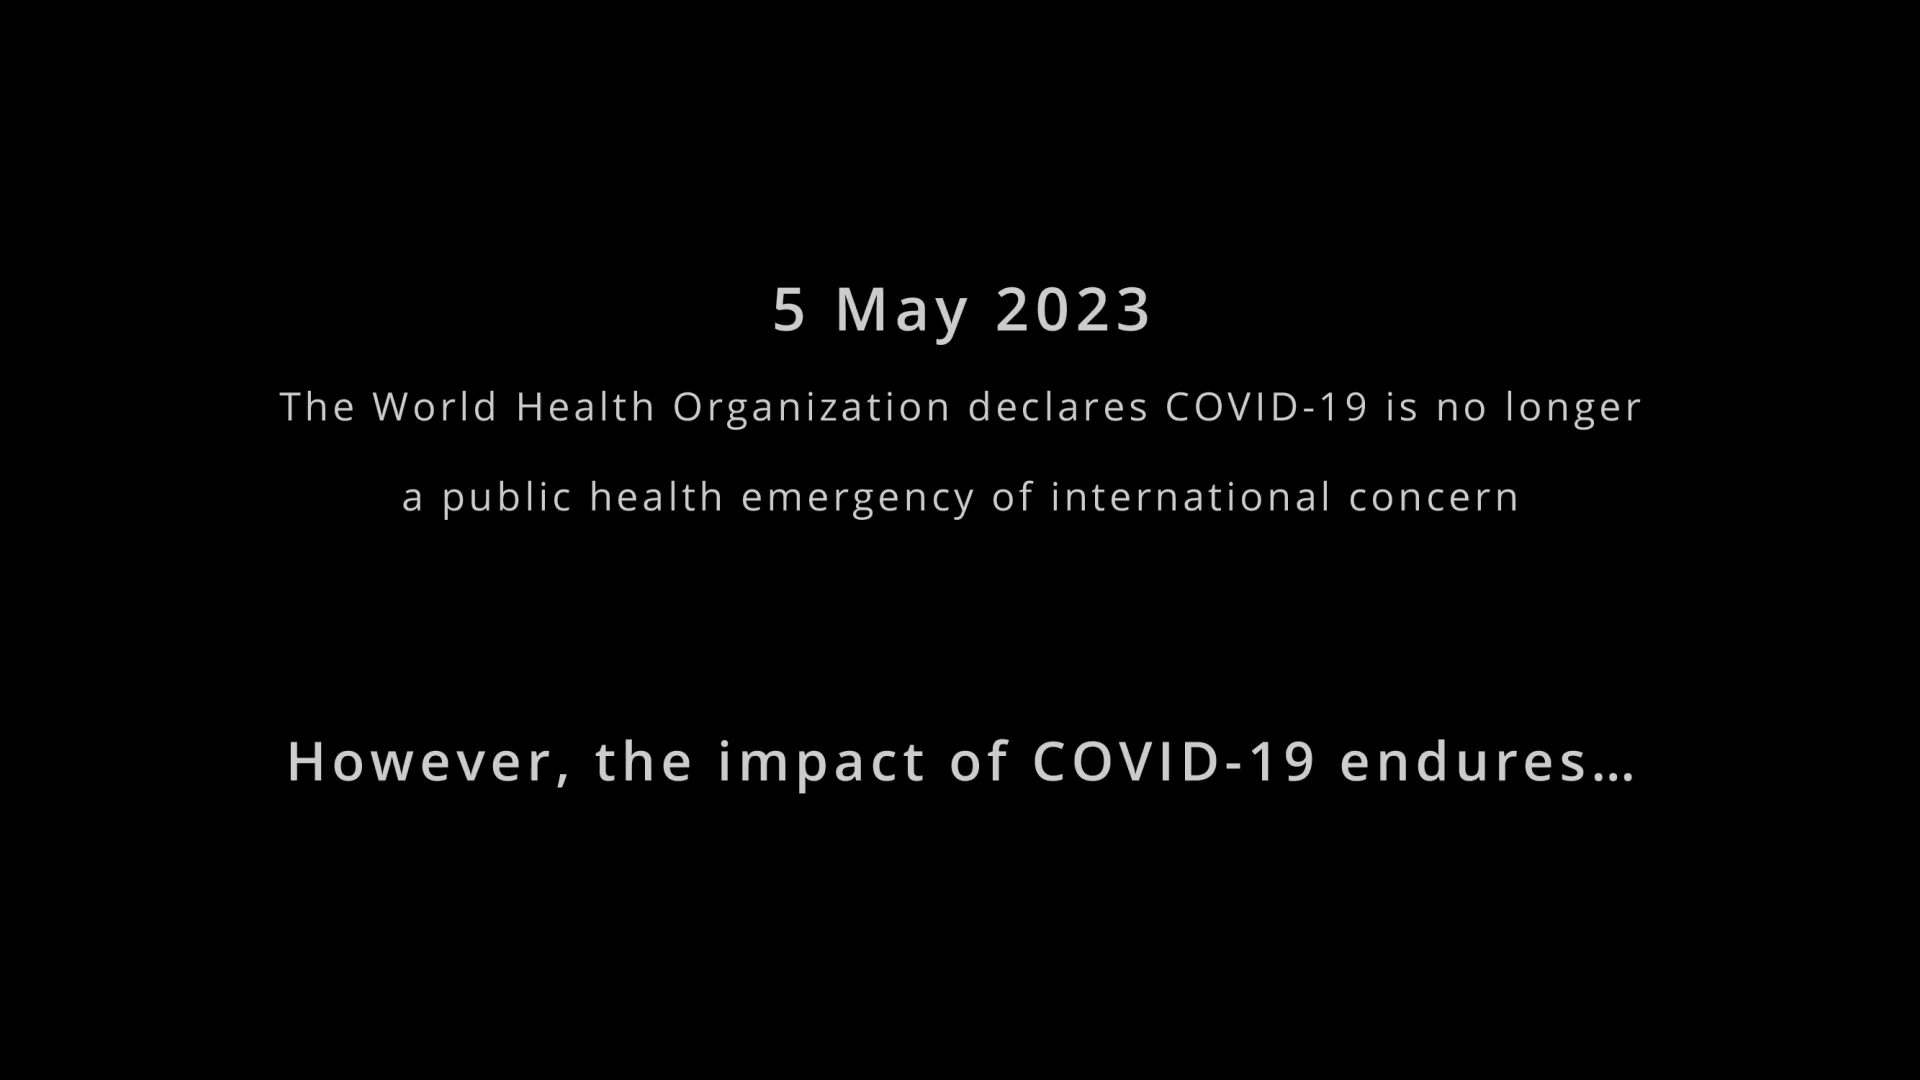 5 May 2023
The World Health Organization declares COVID-19 is no longer
a public health emergency of international concern
However, the impact of COVID-19 endures…